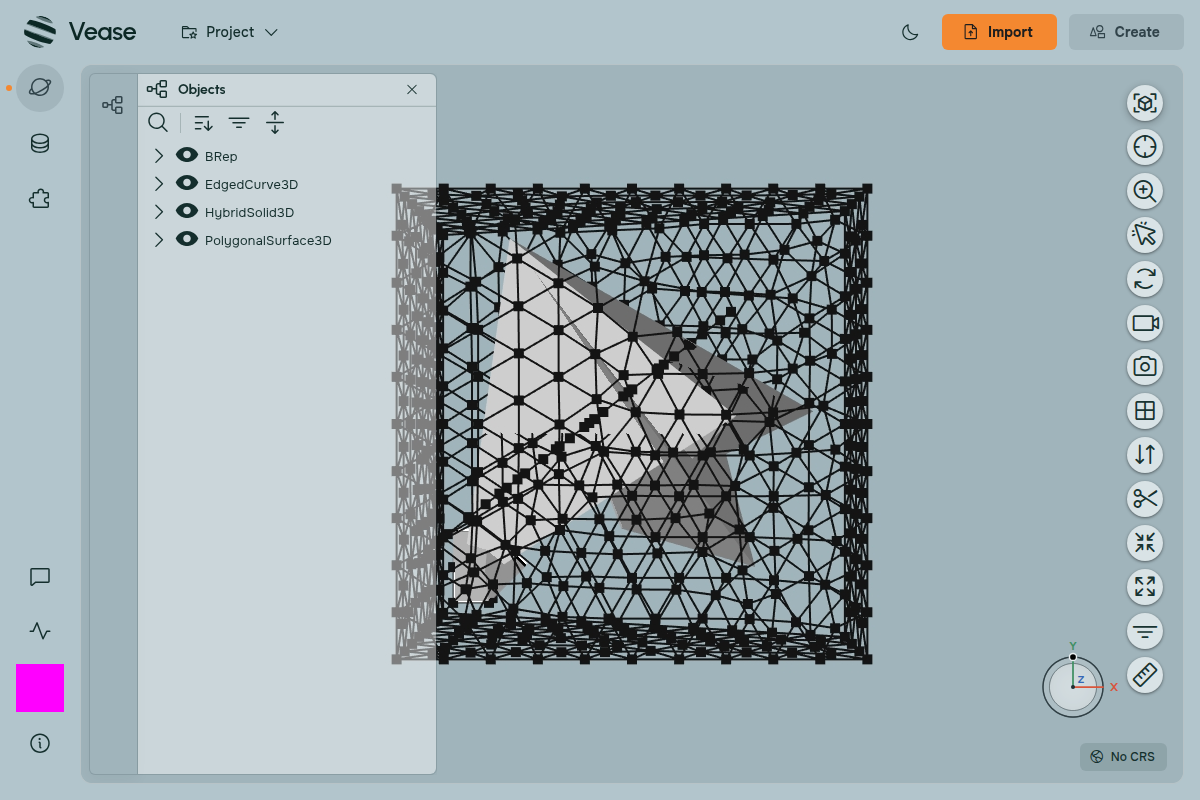 Vease
Project
Import
Create
Objects
BRep
EdgedCurve3D
HybridSolid3D
PolygonalSurface3D
Y
Z
X
No CRS